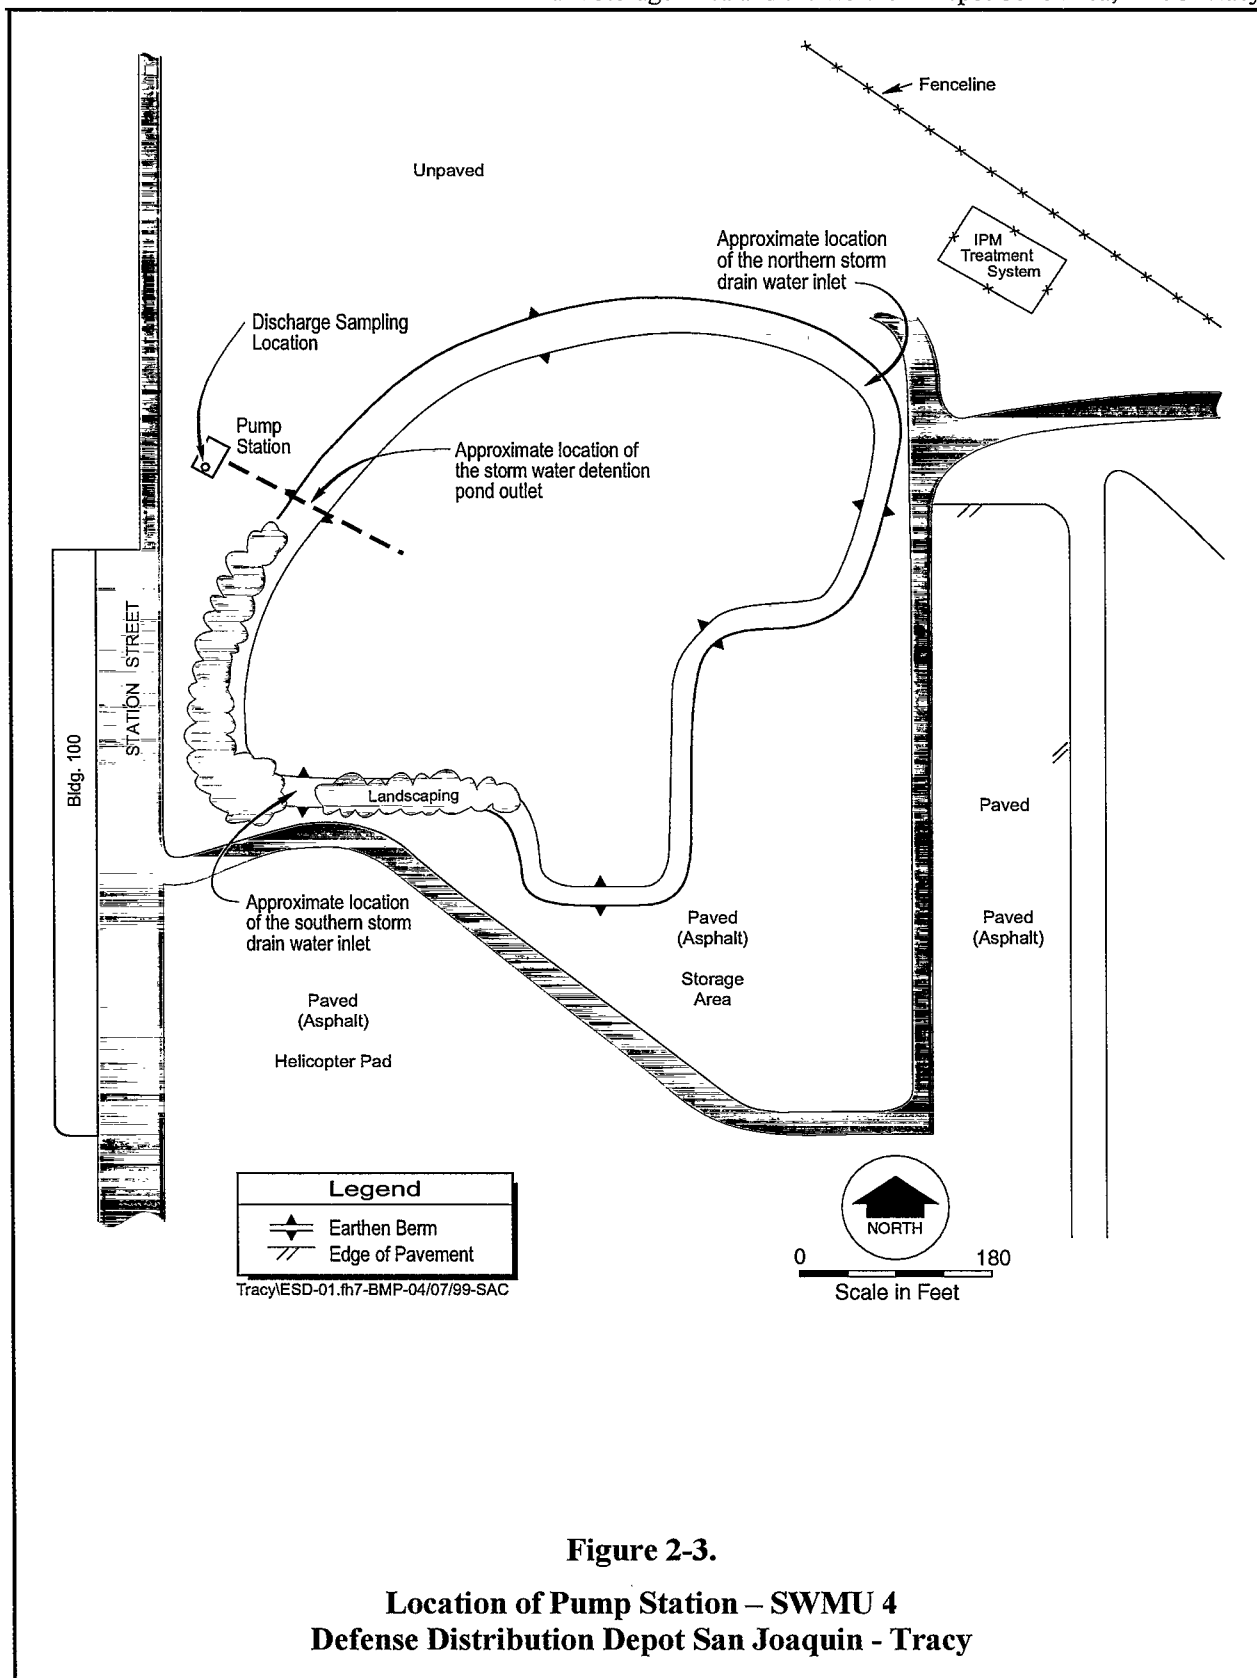 Fenceline
Unpaved
Approximate location
of the northern storm
drain water inlet
IPM
Treatment
System
Discharge Sampling
Location
Pump
Station
Approximate location of
the storm water detention
pond outlet
STATION STREET
Bldg. 100
Landscaping
Paved
Approximate location
of the southern storm
drain water inlet
Paved
(Asphalt)
Storage
Area
Paved
(Asphalt)
Paved
(Asphalt)
Helicopter Pad
Legend
Earthen Berm
Edge of Pavement
Tracy\ESD-01.fh7-BMP-04/07/99-SAC
NORTH
0 180
Scale in Feet
Figure 2-3.
Location of Pump Station – SWMU 4
Defense Distribution Depot San Joaquin - Tracy